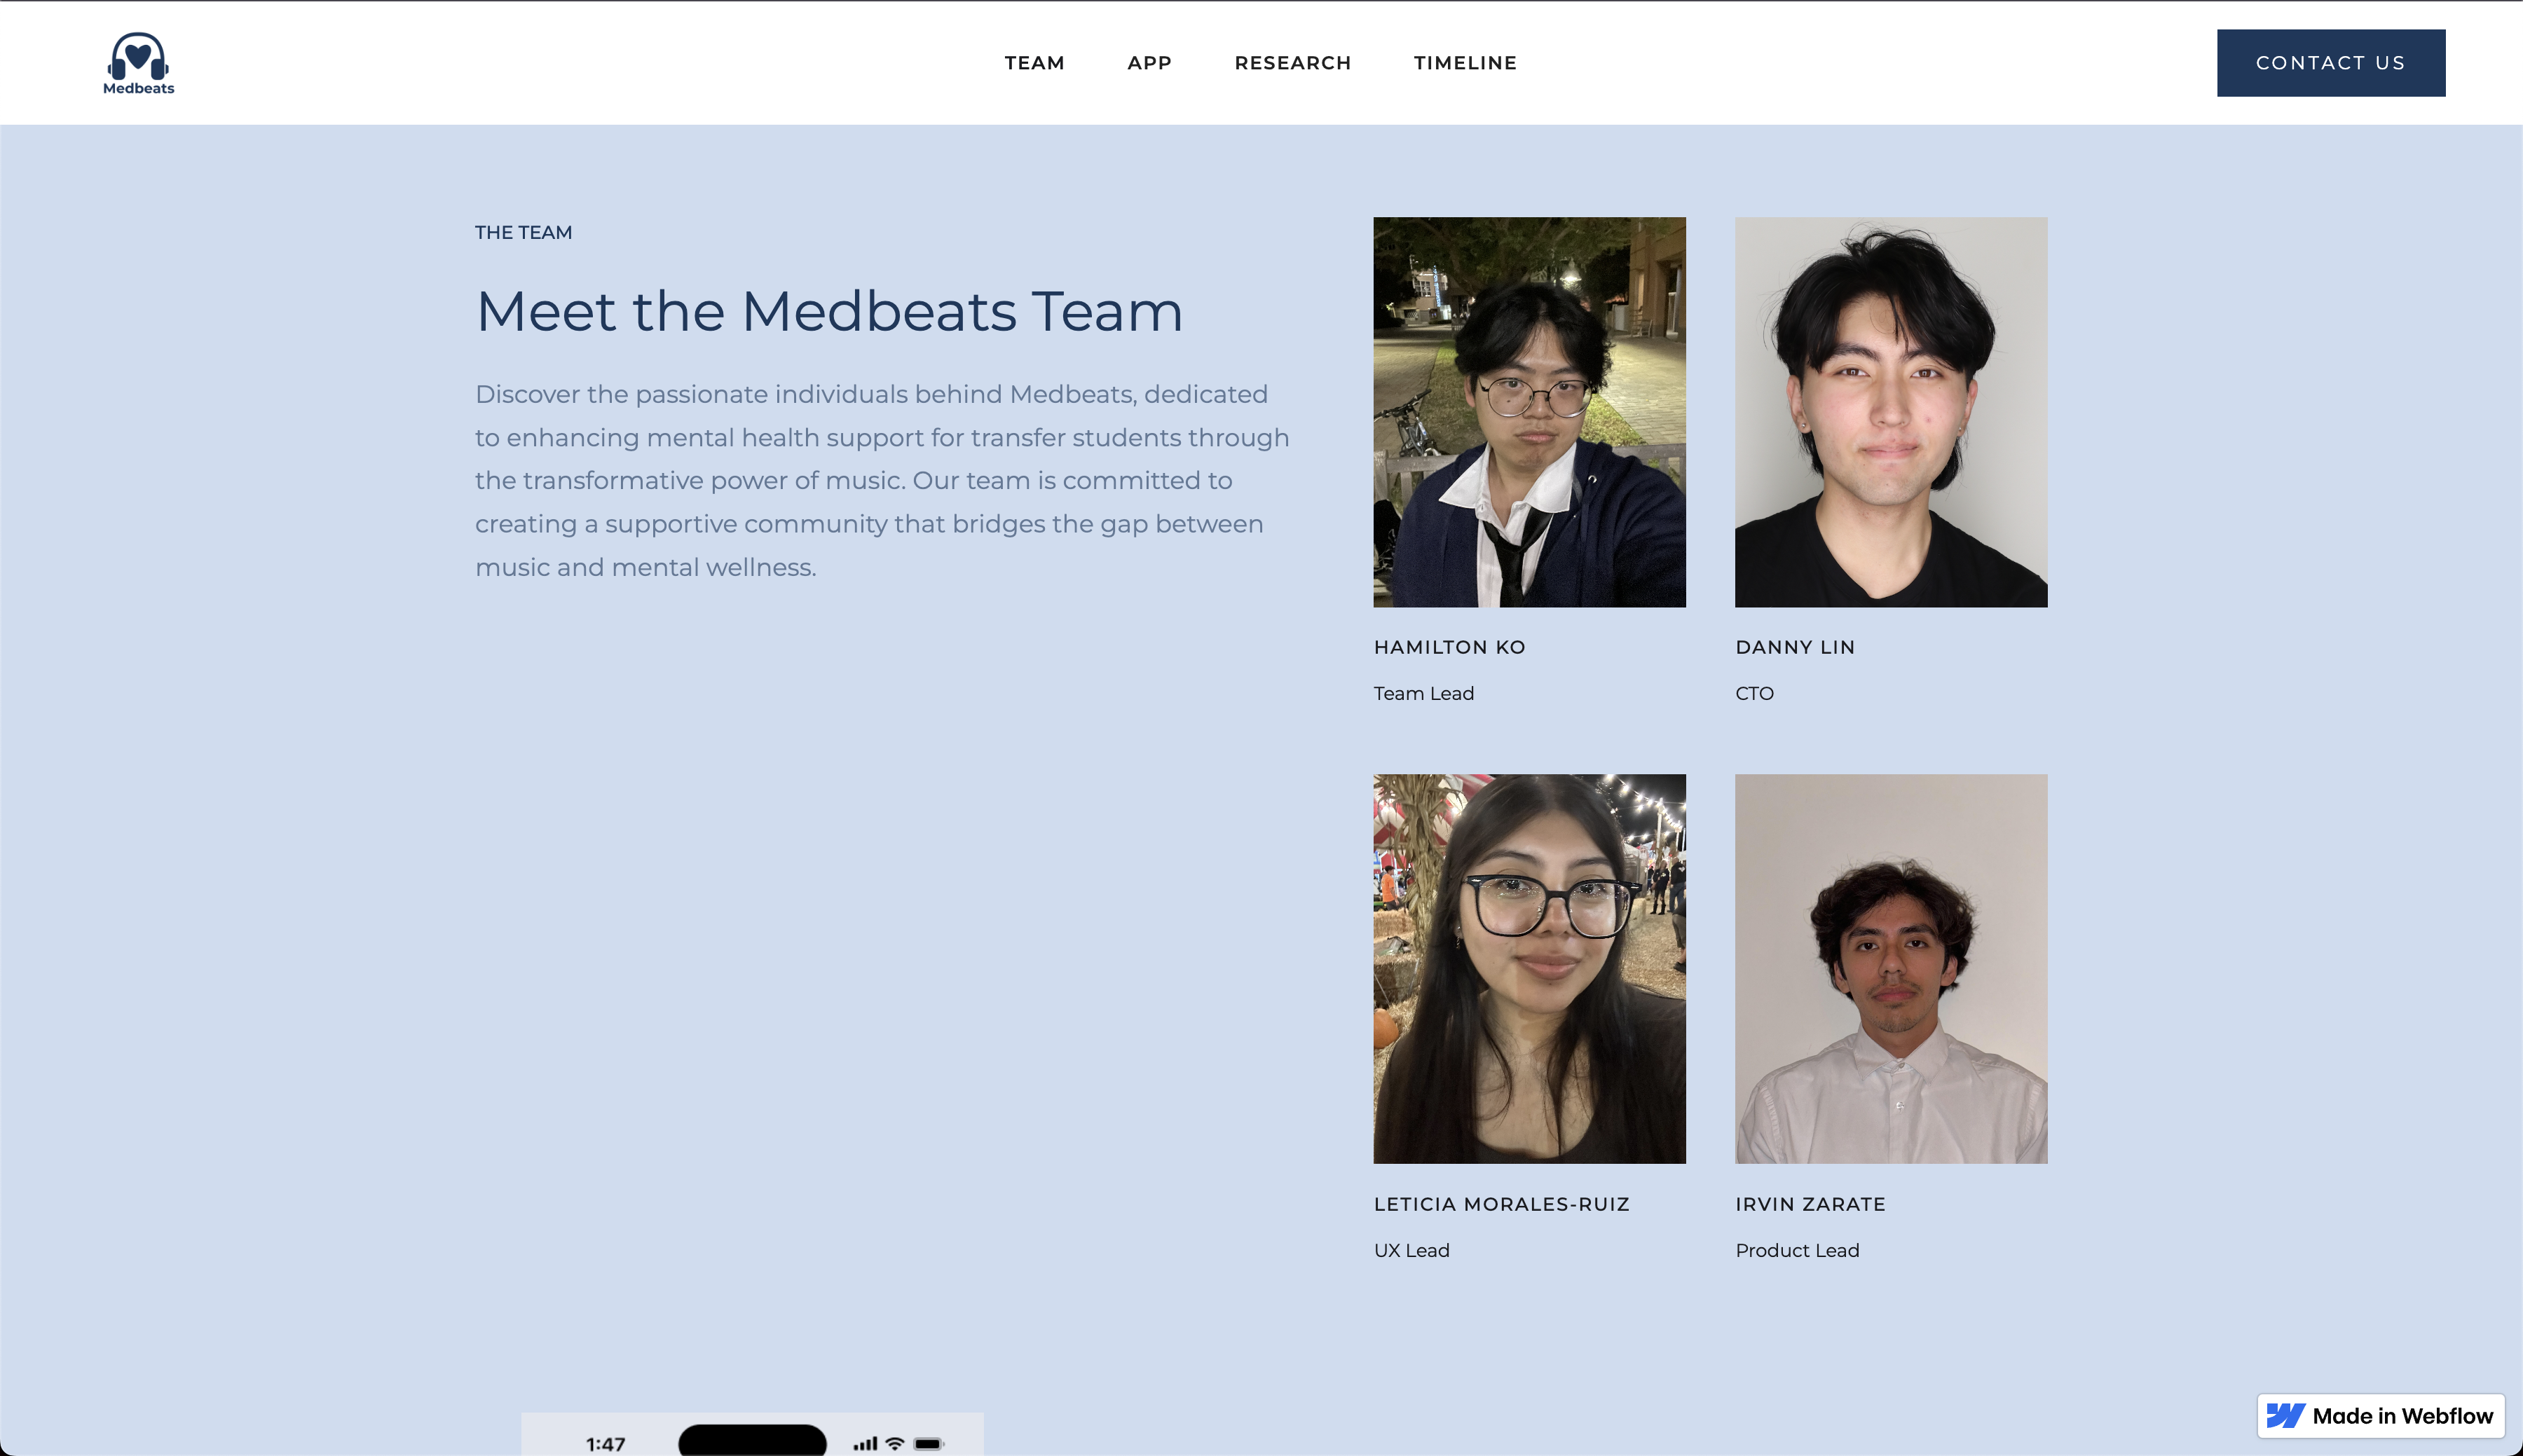 Medbeats
TEAM
APP
RESEARCH
TIMELINE
CONTACT US
THE TEAM
Meet the Medbeats Team
Discover the passionate individuals behind Medbeats, dedicated
to enhancing mental health support for transfer students through
the transformative power of music. Our team is committed to
creating a supportive community that bridges the gap between
music and mental wellness.
HAMILTON KO
Team Lead
DANNY LIN
CTO
LETICIA MORALES-RUIZ
UX Lead
IRVIN ZARATE
Product Lead
1:47
Made in Webflow